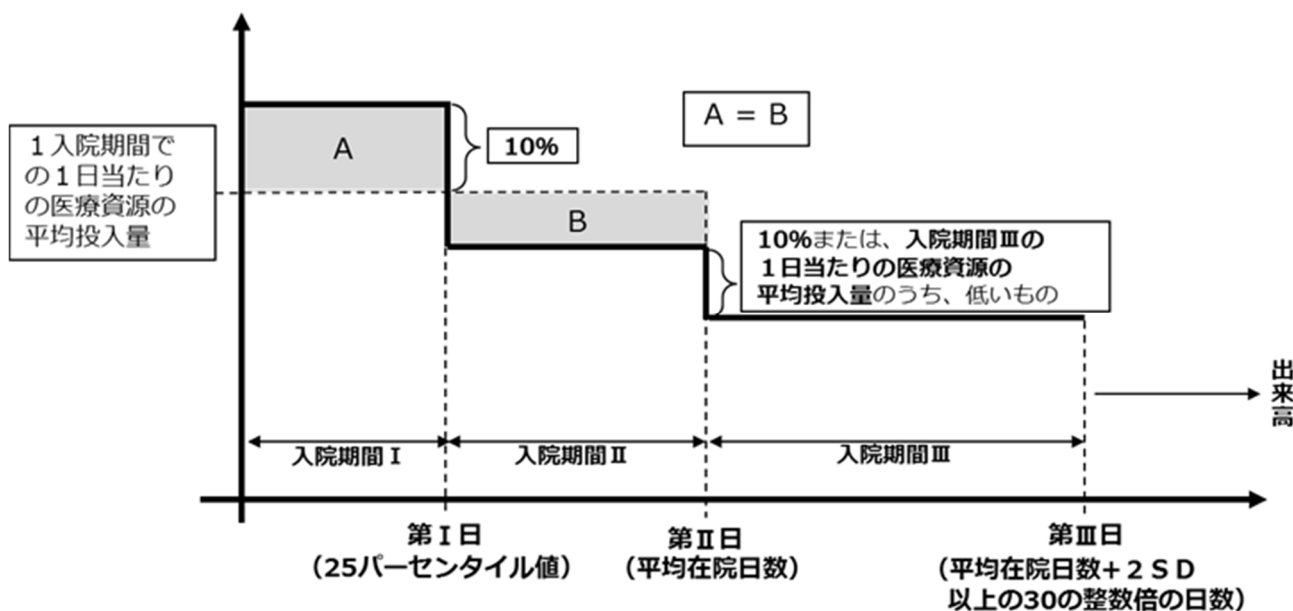 1入院期間で
の1日当たり
の医療資源の
平均投入量
A
10%
A = B
B
10%または、入院期間Ⅲの
1日当たりの医療資源の
平均投入量のうち、低いもの
出来高
入院期間Ⅰ
入院期間Ⅱ
入院期間Ⅲ
第Ⅰ日
(25パーセンタイル値)
第Ⅱ日
(平均在院日数)
第Ⅲ日
(平均在院日数+2SD
以上の30の整数倍の日数)